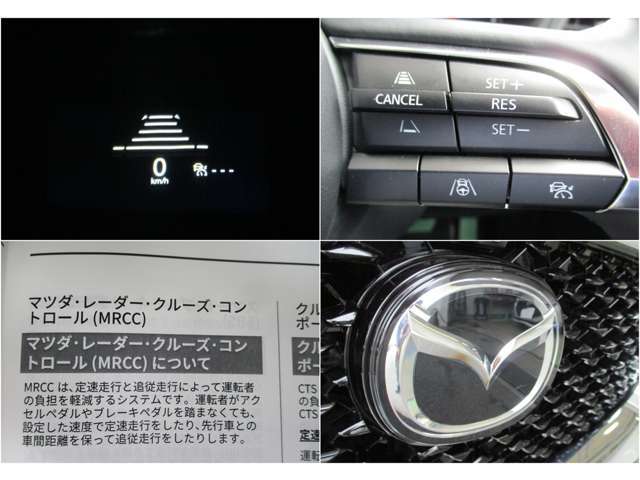 0
km/h
---
SET+
CANCEL
RES
SET−
マツダ・レーダー・クルーズ・コン
トロール (MRCC)
マツダ・レーダー・クルーズ・コン
トロール (MRCC) について
MRCC は、定速走行と追従走行によって運転者
の負担を軽減するシステムです。運転者がアク
セルペダルやブレーキペダルを踏まなくても、
設定した速度で定速走行をしたり、先行車との
車間距離を保って追従走行をしたりします。
クル
ポー
クル
ポー
CTS
の負
CTS
定速
運転